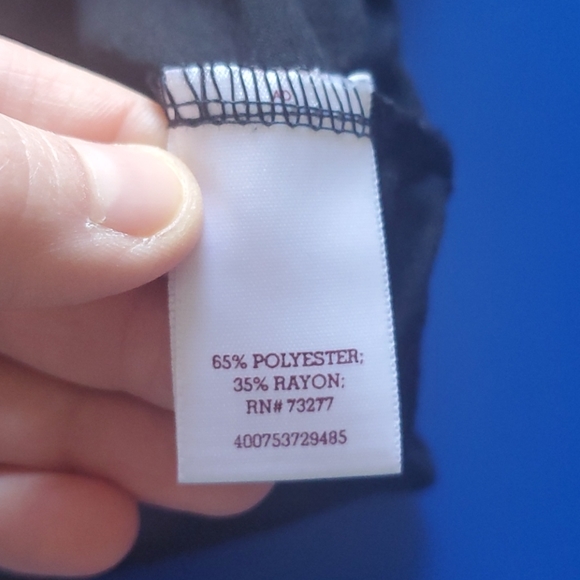 65% POLYESTER;
35% RAYON;
RN# 73277
400753729485